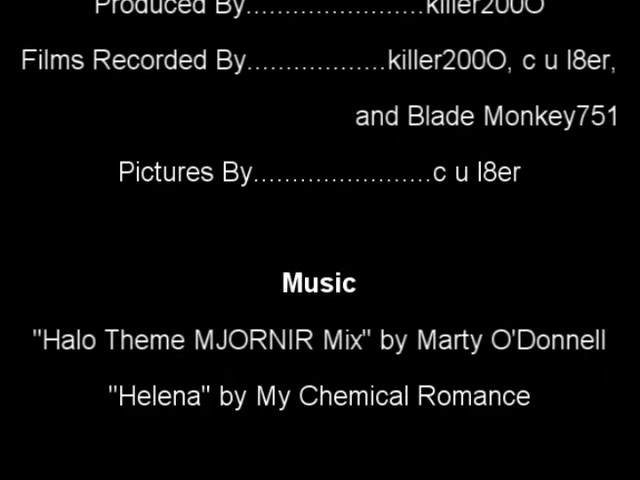 Produced By.......................killer200O
Films Recorded By..................killer200O, c u l8er,
and Blade Monkey751
Pictures By.......................c u l8er
Music
"Halo Theme MJORNIR Mix" by Marty O'Donnell
"Helena" by My Chemical Romance